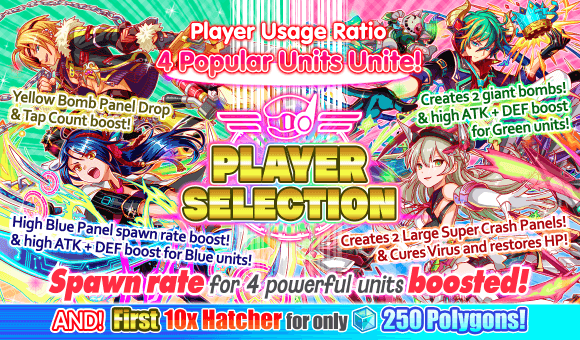 Player Usage Ratio
4 Popular Units Unite!
Yellow Bomb Panel Drop
& Tap Count boost!
Creates 2 giant bombs!
& high ATK + DEF boost
for Green units!
PLAYER
SELECTION
High Blue Panel spawn rate boost!
& high ATK + DEF boost for Blue units!
Creates 2 Large Super Crash Panels!
& Cures Virus and restores HP!
Spawn rate for 4 powerful units boosted!
AND! First 10x Hatcher for only 250 Polygons!